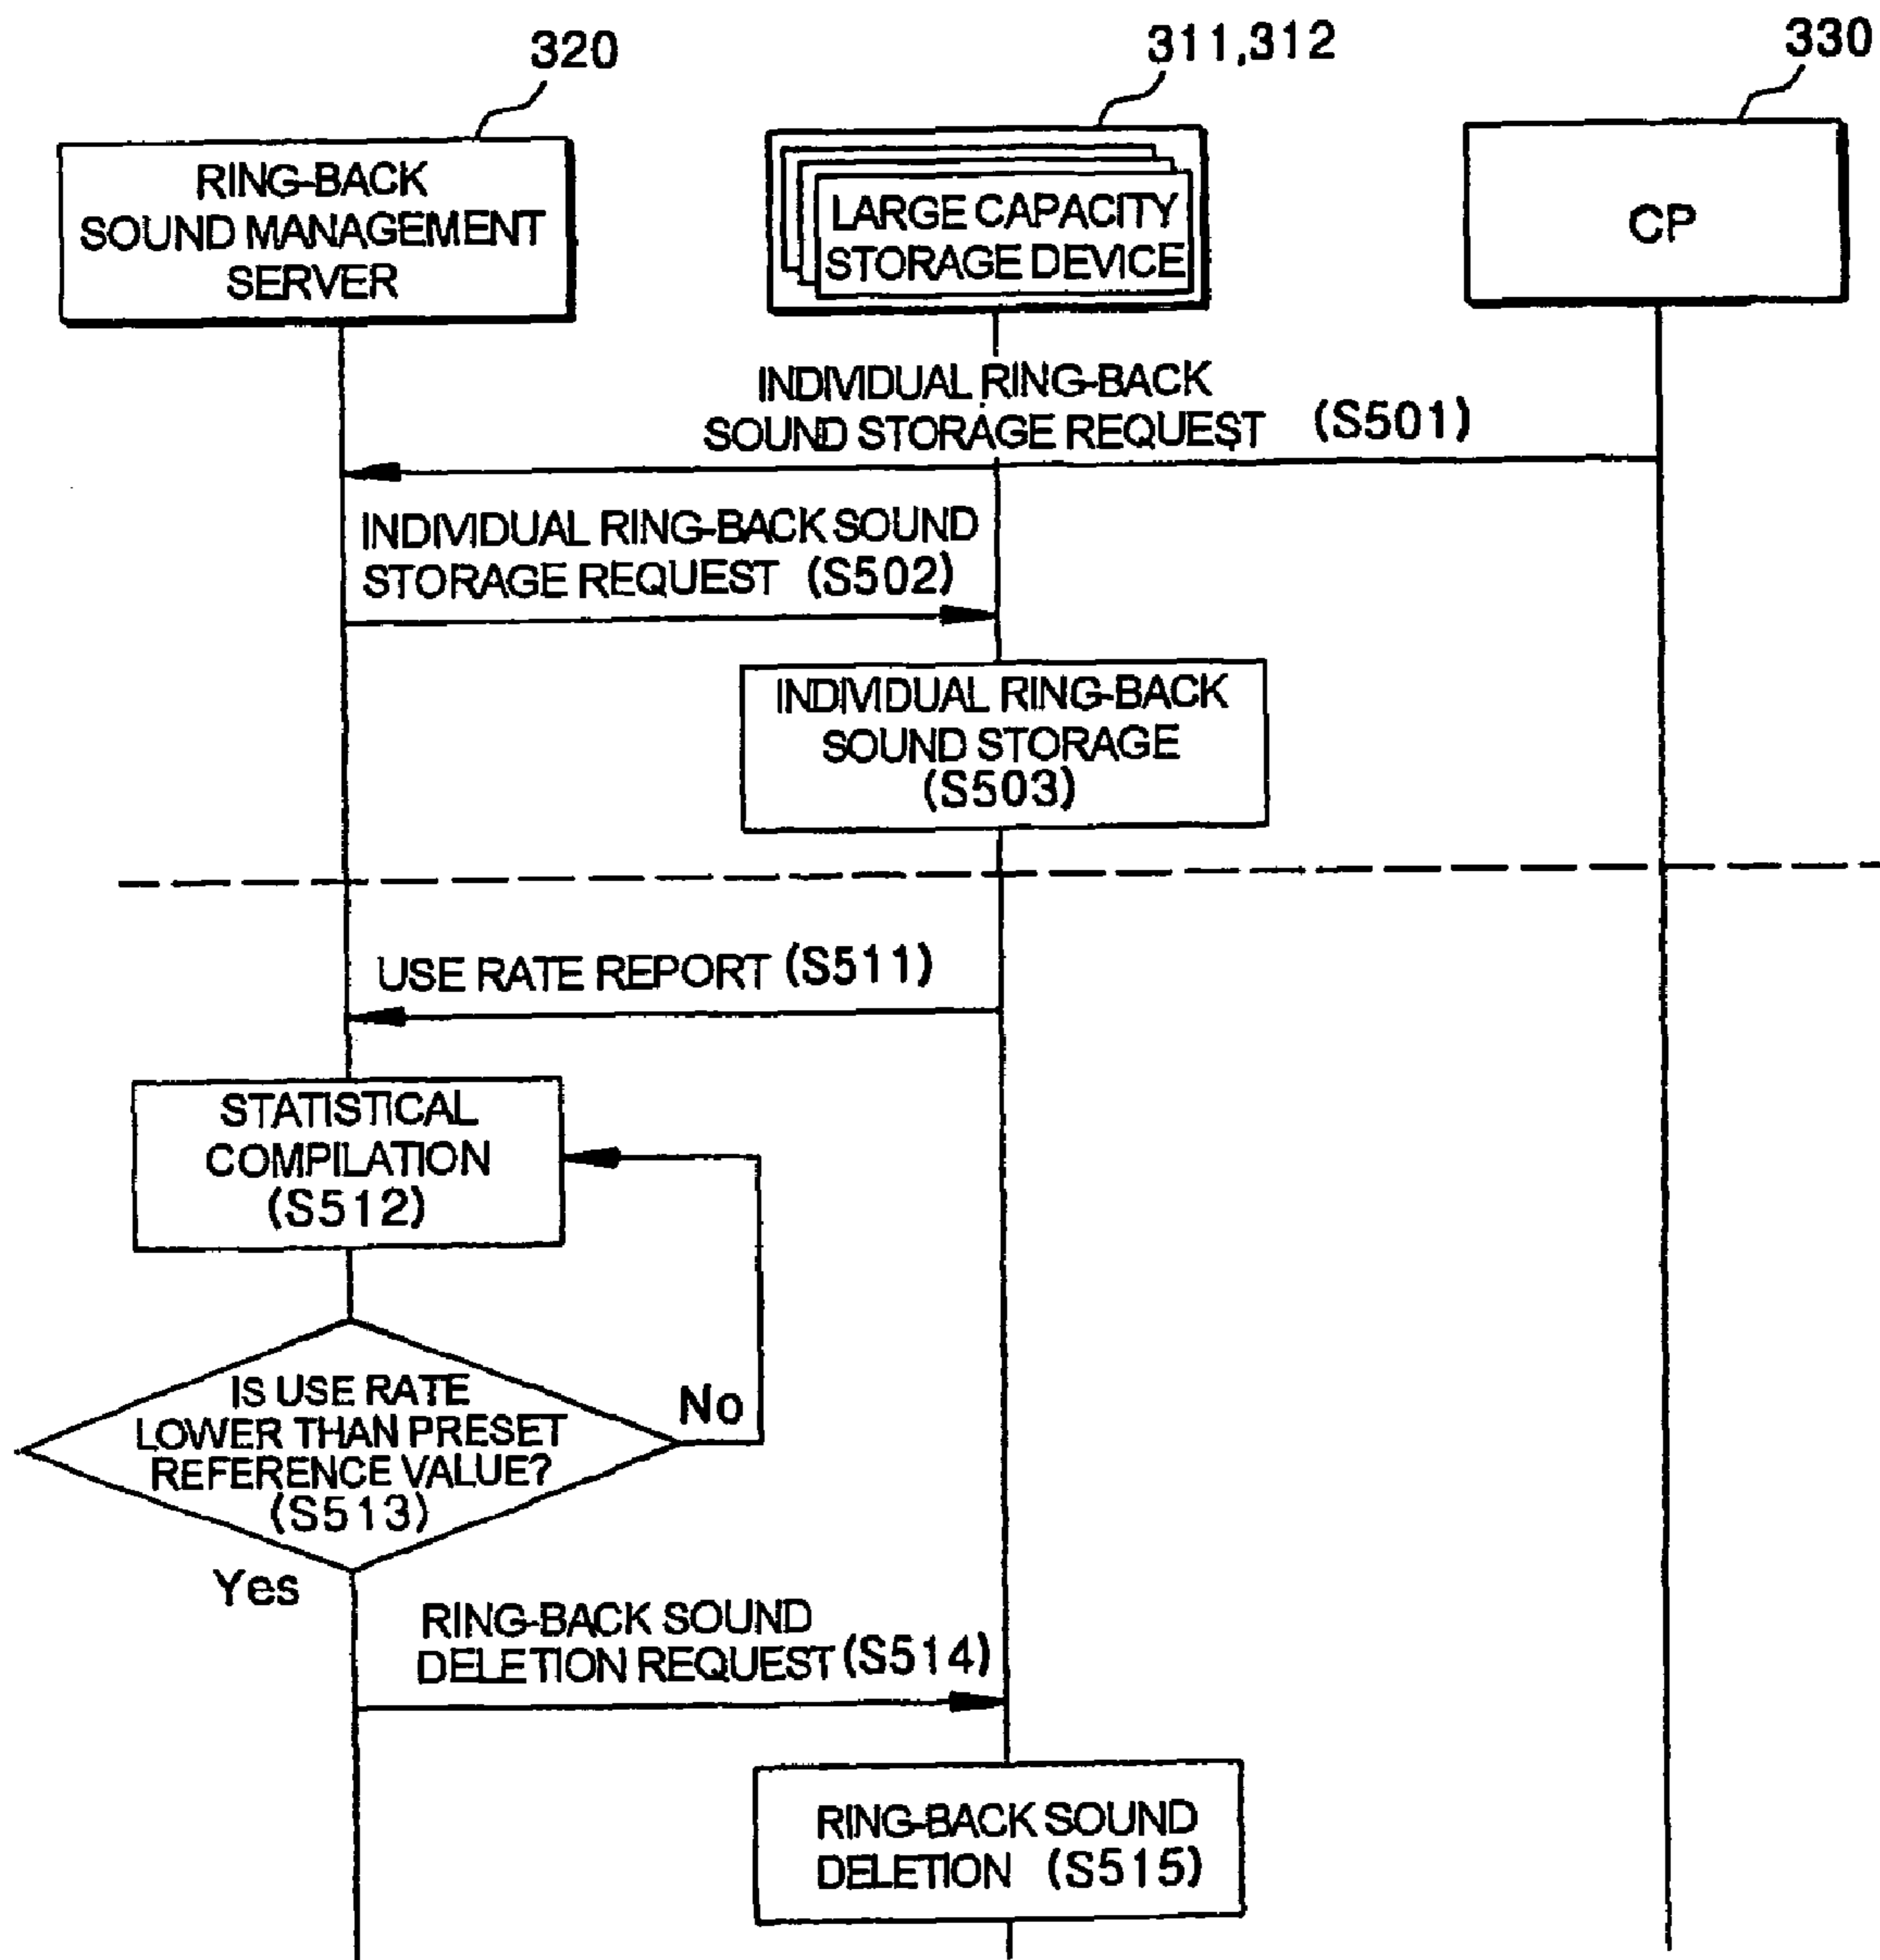 320
311,312
330
RING-BACK
SOUND MANAGEMENT
SERVER
LARGE CAPACITY
STORAGE DEVICE
CP
INDIVIDUAL RING-BACK
SOUND STORAGE REQUEST (S501)
INDIVIDUAL RING-BACK SOUND
STORAGE REQUEST (S502)
INDIVIDUAL RING-BACK
SOUND STORAGE
(S503)
USE RATE REPORT (S511)
STATISTICAL
COMPILATION
(S512)
IS USE RATE
LOWER THAN PRESET
REFERENCE VALUE?
(S513)
No
Yes
RING-BACK SOUND
DELETION REQUEST (S514)
RING-BACK SOUND
DELETION (S515)